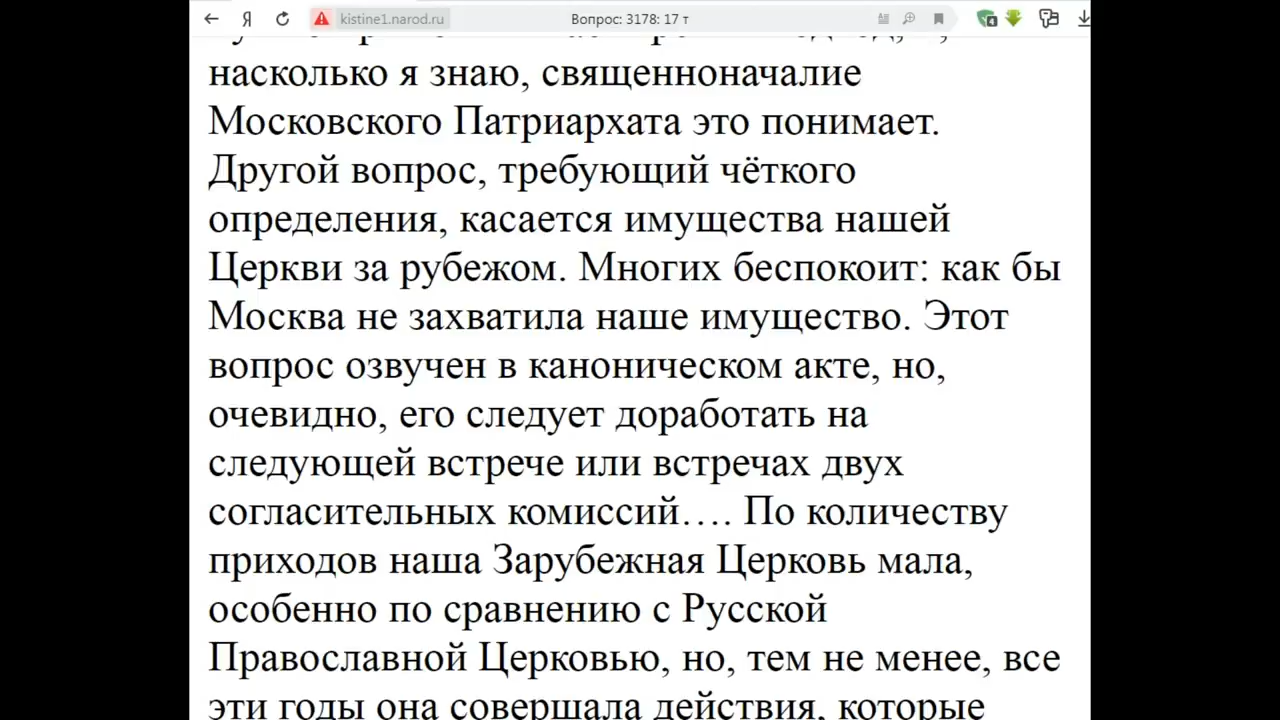 kistine1.narod.ru
Вопрос: 3178: 17 т
насколько я знаю, священноначалие
Московского Патриархата это понимает.
Другой вопрос, требующий чёткого
определения, касается имущества нашей
Церкви за рубежом. Многих беспокоит: как бы
Москва не захватила наше имущество. Этот
вопрос озвучен в каноническом акте, но,
очевидно, его следует доработать на
следующей встрече или встречах двух
согласительных комиссий…. По количеству
приходов наша Зарубежная Церковь мала,
особенно по сравнению с Русской
Православной Церковью, но, тем не менее, все
эти годы она совершала действия, которые